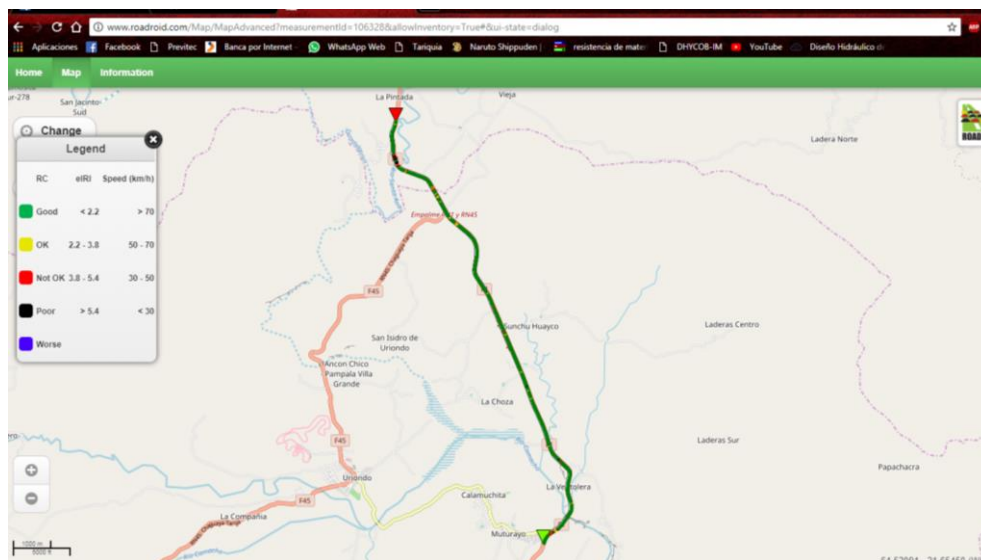 www.roadroid.com/Map/MapAdvanced?measurementId=106328&allowInventory=True#&ui-state=dialog
Aplicaciones Facebook Previtec Banca por Internet WhatsApp Web Tariquia Naruto Shippuden | resistencia de mater DHYCOB-IM YouTube Diseño Hidráulico d
Home Map Information
San Jacinto Sud
La Pintada
Vieja
Ladera Norte
Change
Legend
RC eIRI Speed (km/h)
Good < 2.2 > 70
OK 2.2 - 3.8 50 - 70
Not OK 3.8 - 5.4 30 - 50
Poor > 5.4 < 30
Worse
ROAD
F45
Sunchu Huayco
Laderas Centro
San Isidro de
Uriondo
Ancon Chico
Pampala Villa
Grande
La Choza
F45
Laderas Sur
Papachacra
Uriondo
Calamuchita
F45
La Compañia
Muturayo
1000 m
5000 ft